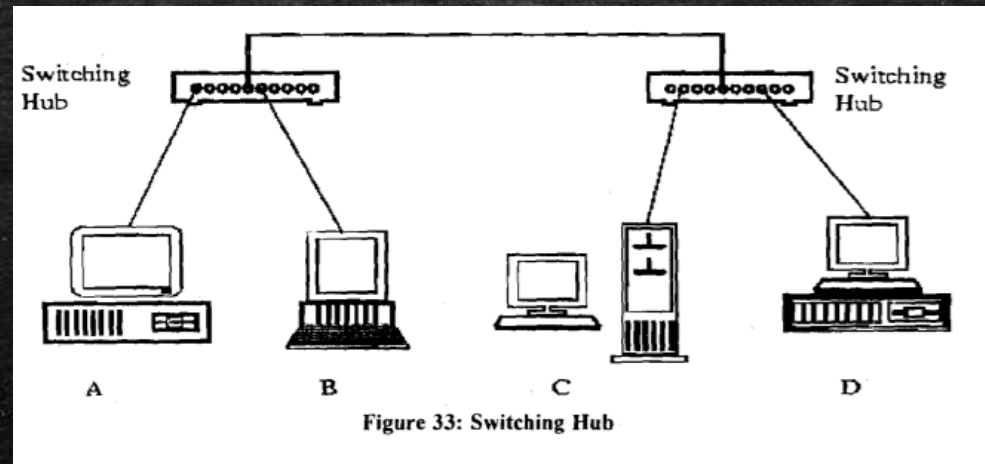 Switching
Hub
Switching
Hub
A
B
C
D
Figure 33: Switching Hub